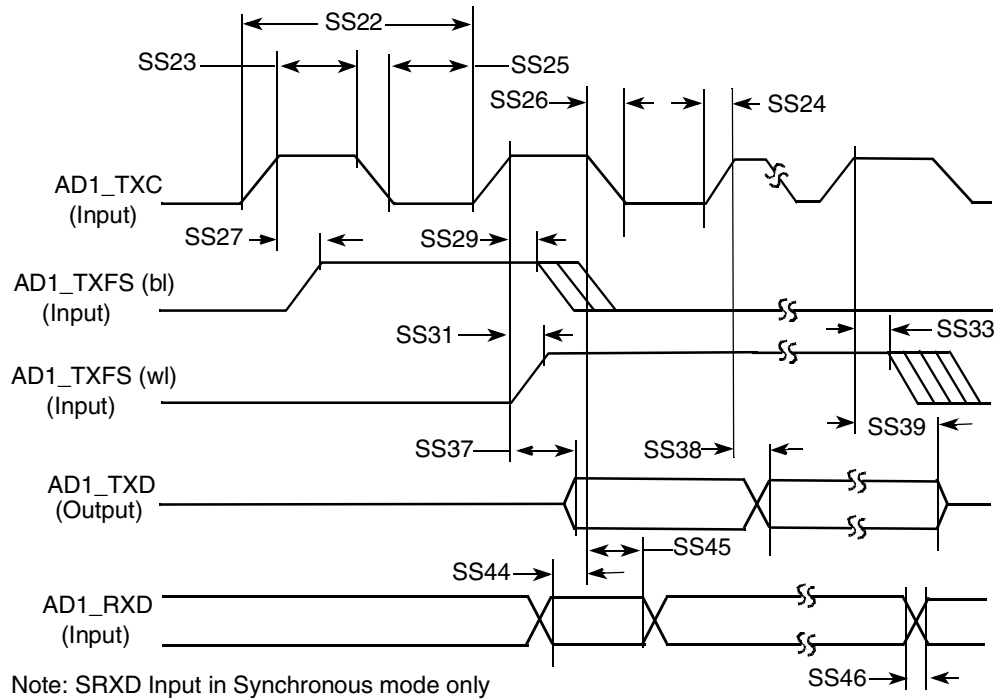 SS22
SS23
SS25
SS26
SS24
AD1_TXC
(Input)
SS27
SS29
AD1_TXFS (bl)
(Input)
SS31
SS33
AD1_TXFS (wl)
(Input)
SS39
SS37
SS38
AD1_TXD
(Output)
SS45
SS44
AD1_RXD
(Input)
SS46
Note: SRXD Input in Synchronous mode only